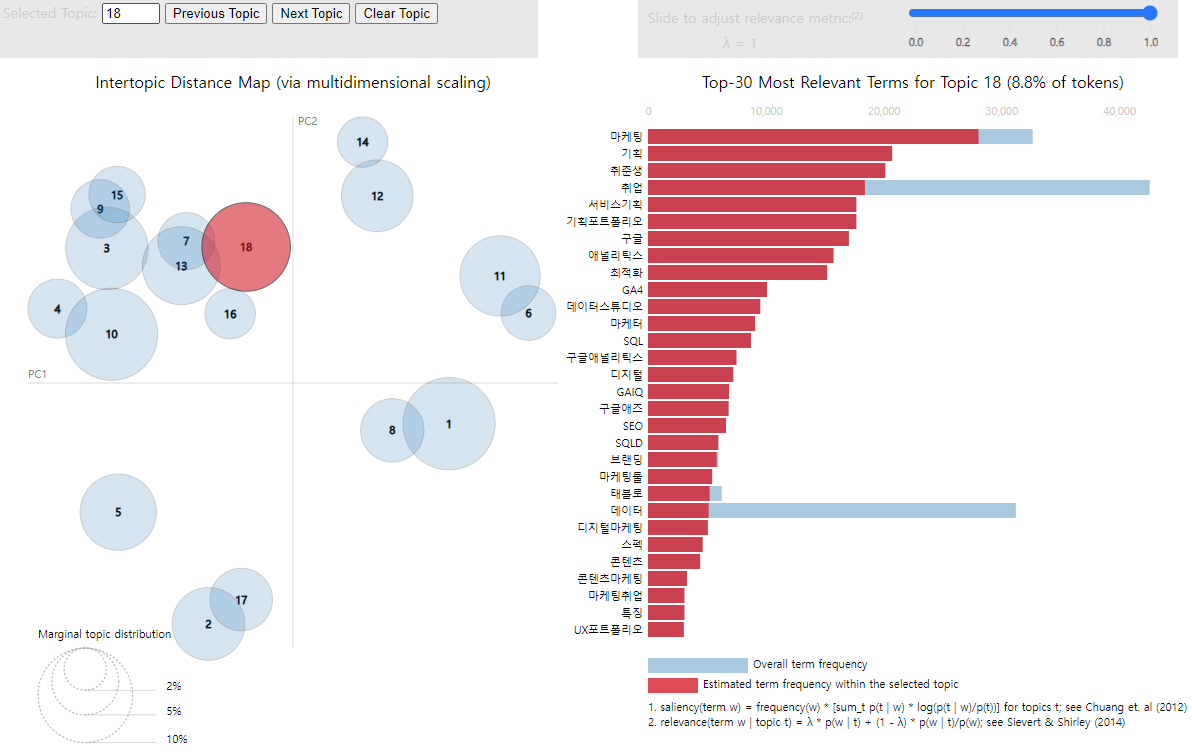 Selected Topic: 18 Previous Topic Next Topic Clear Topic
Slide to adjust relevance metric:(2)
λ = 1
0.0 0.2 0.4 0.6 0.8 1.0
Intertopic Distance Map (via multidimensional scaling)
PC2
14
12
15
9
3
7
13
18
11
6
4
10
16
PC1
8
1
5
17
2
Marginal topic distribution
2%
5%
10%
Top-30 Most Relevant Terms for Topic 18 (8.8% of tokens)
0 10,000 20,000 30,000 40,000
마케팅
기획
취준생
취업
서비스기획
기획포트폴리오
구글
애널리틱스
최적화
GA4
데이터스튜디오
마케터
SQL
구글애널리틱스
디지털
GAIQ
구글애즈
SEO
SQLD
브랜딩
마케팅툴
태블로
데이터
디지털마케팅
스펙
콘텐츠
콘텐츠마케팅
마케팅취업
특징
UX포트폴리오
Overall term frequency
Estimated term frequency within the selected topic
1. saliency(term w) = frequency(w) * [sum_t p(t | w) * log(p(t | w)/p(t))] for topics t; see Chuang et. al (2012)
2. relevance(term w | topic t) = λ * p(w | t) + (1 - λ) * p(w | t)/p(w); see Sievert & Shirley (2014)